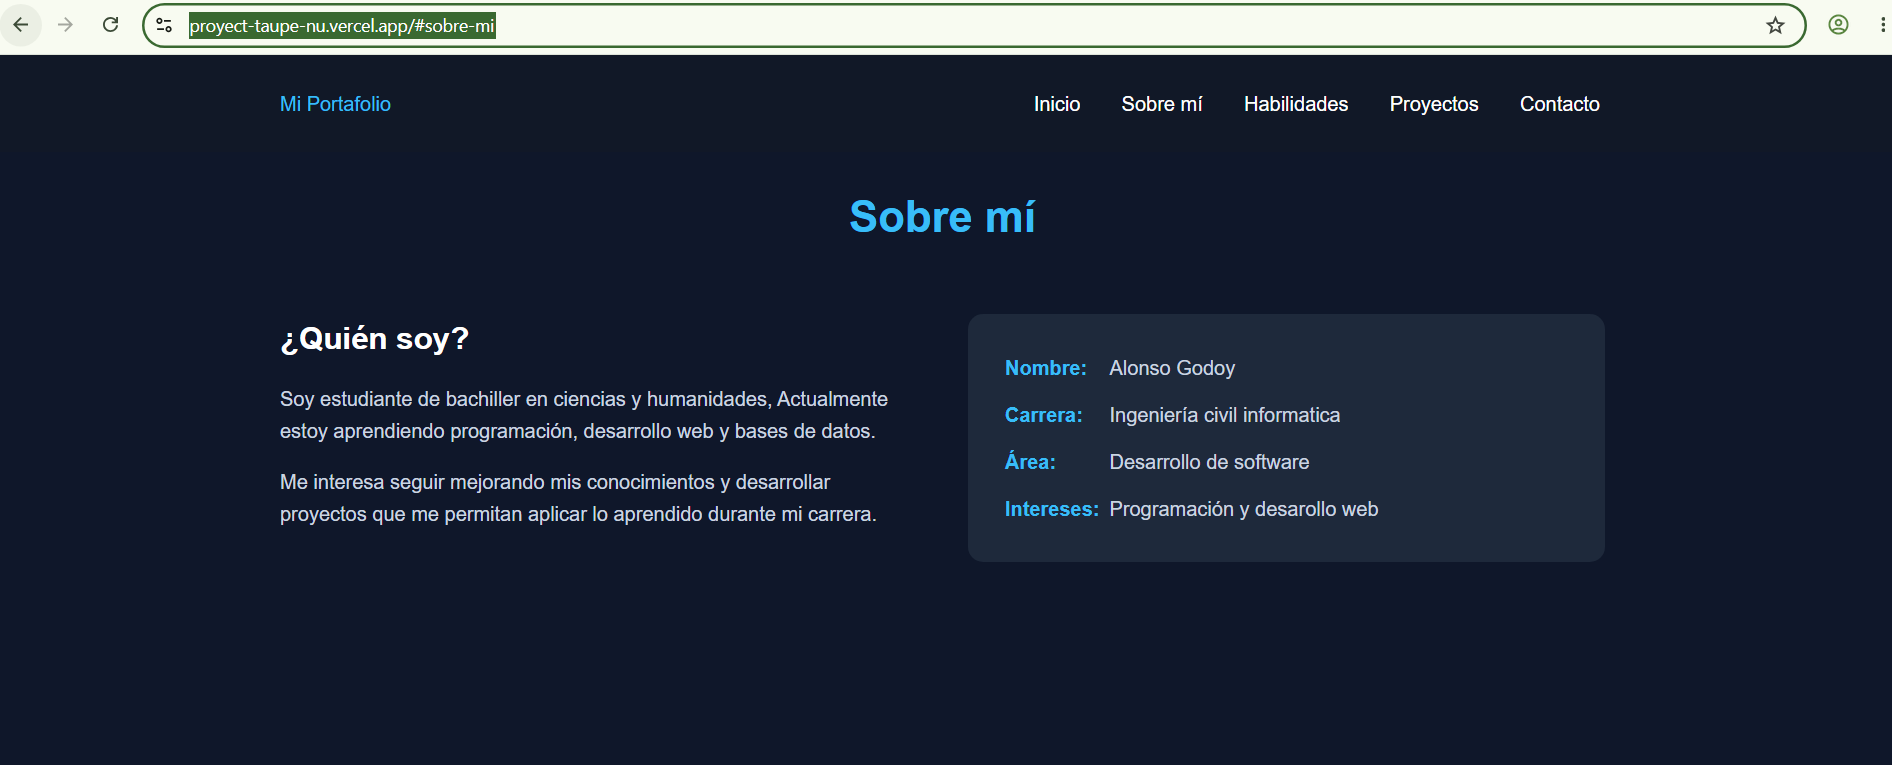 proyect-taupe-nu.vercel.app/#sobre-mi
Mi Portafolio
Inicio Sobre mí Habilidades Proyectos Contacto
Sobre mí
¿Quién soy?
Soy estudiante de bachiller en ciencias y humanidades, Actualmente
estoy aprendiendo programación, desarrollo web y bases de datos.
Me interesa seguir mejorando mis conocimientos y desarrollar
proyectos que me permitan aplicar lo aprendido durante mi carrera.
Nombre: Alonso Godoy
Carrera: Ingeniería civil informatica
Área: Desarrollo de software
Intereses: Programación y desarollo web